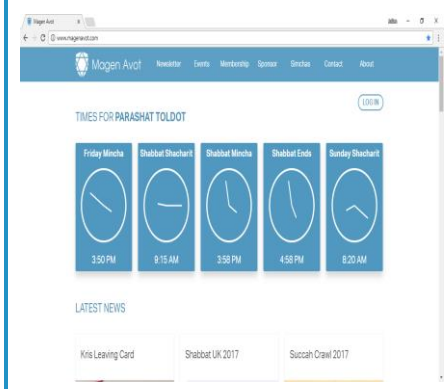 Magen Avot
www.magenavot.com
Magen Avot Newsletter Events Membership Sponsor Simchas Contact About
LOG IN
TIMES FOR PARASHAT TOLDOT
Friday Mincha Shabbat Shacharit Shabbat Mincha Shabbat Ends Sunday Shacharit
3:50 PM 9:15 AM 3:58 PM 4:58 PM 8:20 AM
LATEST NEWS
Kris Leaving Card Shabbat UK 2017 Succah Crawl 2017